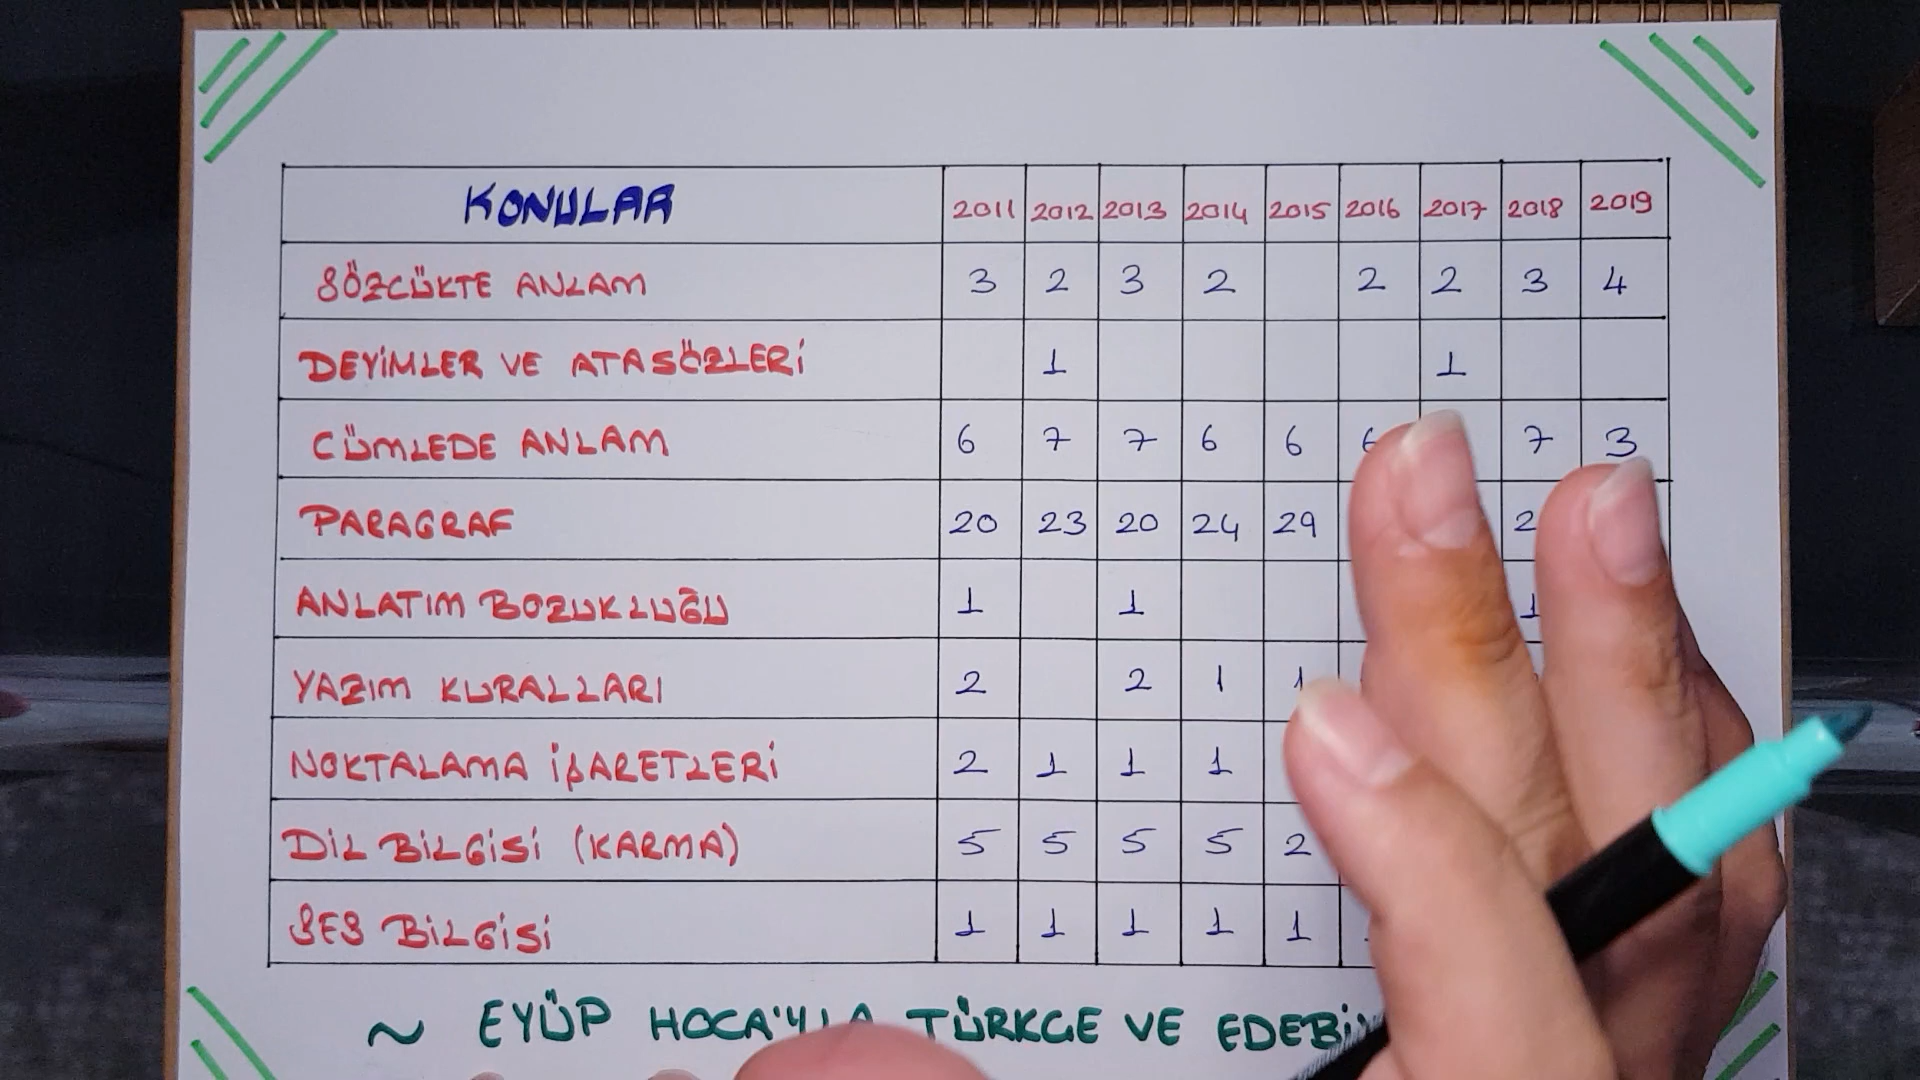 KONULAR 2011 2012 2013 2014 2015 2016 2017 2018 2019
SÖZCÜKTE ANLAM 3 2 3 2 2 2 3 4
DEYİMLER VE ATASÖZLERİ 1 1
CÜMLEDE ANLAM 6 7 7 6 6 7 3
PARAGRAF 20 23 20 24 29
ANLATIM BOZUKLUĞU 1 1 1
YAZIM KURALLARI 2 2 1 1
NOKTALAMA İŞARETLERİ 2 1 1 1
DİL BİLGİSİ (KARMA) 5 5 5 5 2
SES BİLGİSİ 1 1 1 1 1
~ EYÜP HOCA'YLA TÜRKÇE VE